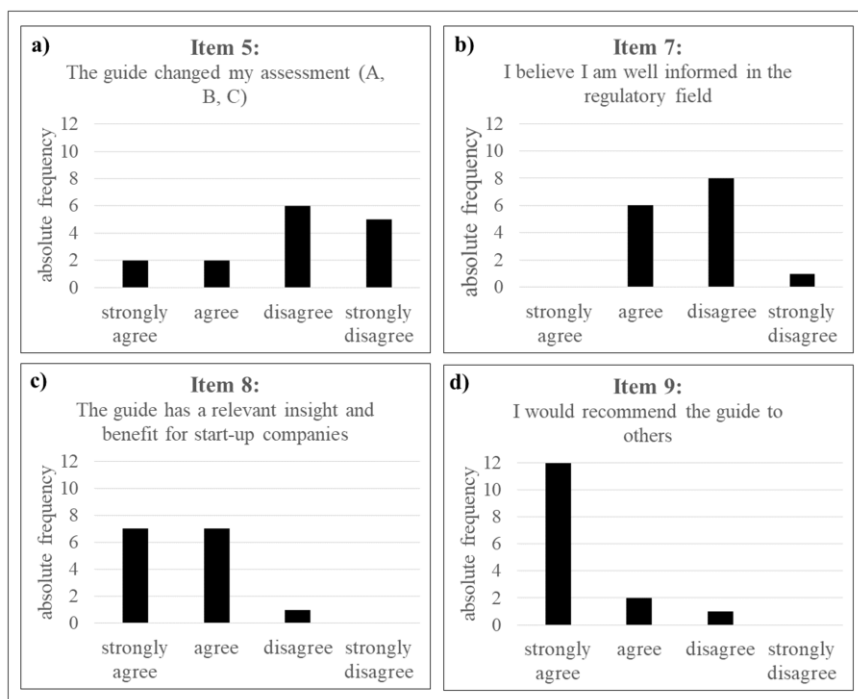 a)
Item 5:
The guide changed my assessment (A,
B, C)
absolute frequency
12
10
8
6
4
2
0
strongly agree
agree
disagree
strongly disagree
b)
Item 7:
I believe I am well informed in the
regulatory field
absolute frequency
12
10
8
6
4
2
0
strongly agree
agree
disagree
strongly disagree
c)
Item 8:
The guide has a relevant insight and
benefit for start-up companies
absolute frequency
12
10
8
6
4
2
0
strongly agree
agree
disagree
strongly disagree
d)
Item 9:
I would recommend the guide to
others
absolute frequency
12
10
8
6
4
2
0
strongly agree
agree
disagree
strongly disagree